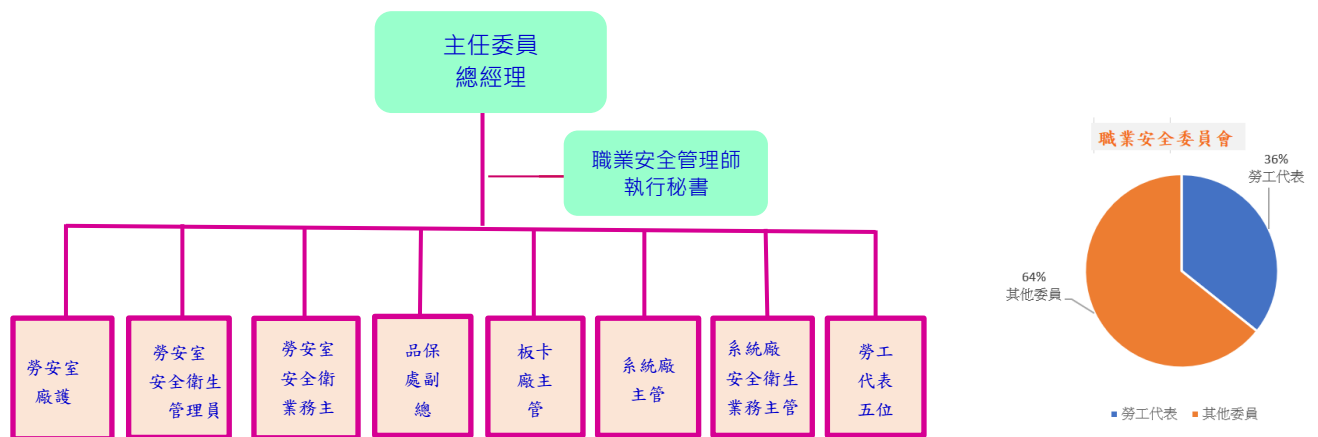 主任委員
總經理
職業安全管理師
執行秘書
勞安室
廠護
勞安室
安全衛生
管理員
勞安室
安全衛
業務主
品保
處副
總
板卡
廠主
管
系統廠
主管
系統廠
安全衛生
業務主管
勞工
代表
五位
職業安全委員會
36%
勞工代表
64%
其他委員
勞工代表
其他委員